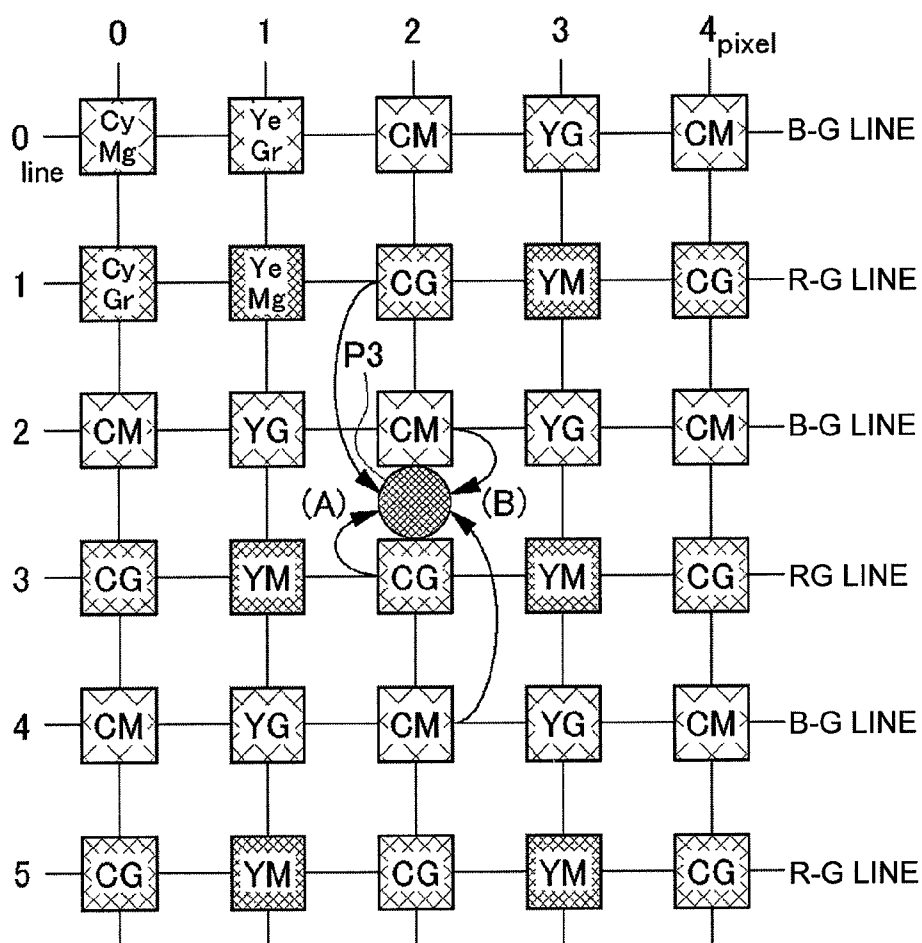 0 1 2 3 4 pixel
0 line Cy Mg Ye Gr CM YG CM B-G LINE
1 Cy Gr Ye Mg CG YM CG R-G LINE
P3
2 CM YG CM YG CM B-G LINE
(A) (B)
3 CG YM CG YM CG RG LINE
4 CM YG CM YG CM B-G LINE
5 CG YM CG YM CG R-G LINE